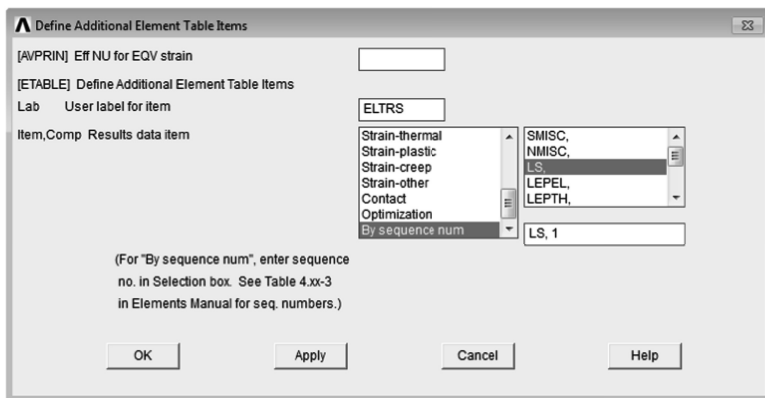 Define Additional Element Table Items
[AVPRIN] Eff NU for EQV strain
[ETABLE] Define Additional Element Table Items
Lab User label for item
ELTRS
Item,Comp Results data item
Strain-thermal
Strain-plastic
Strain-creep
Strain-other
Contact
Optimization
By sequence num
SMISC,
NMISC,
LS,
LEPEL,
LEPTH,
LS, 1
(For "By sequence num", enter sequence
no. in Selection box. See Table 4.xx-3
in Elements Manual for seq. numbers.)
OK Apply Cancel Help